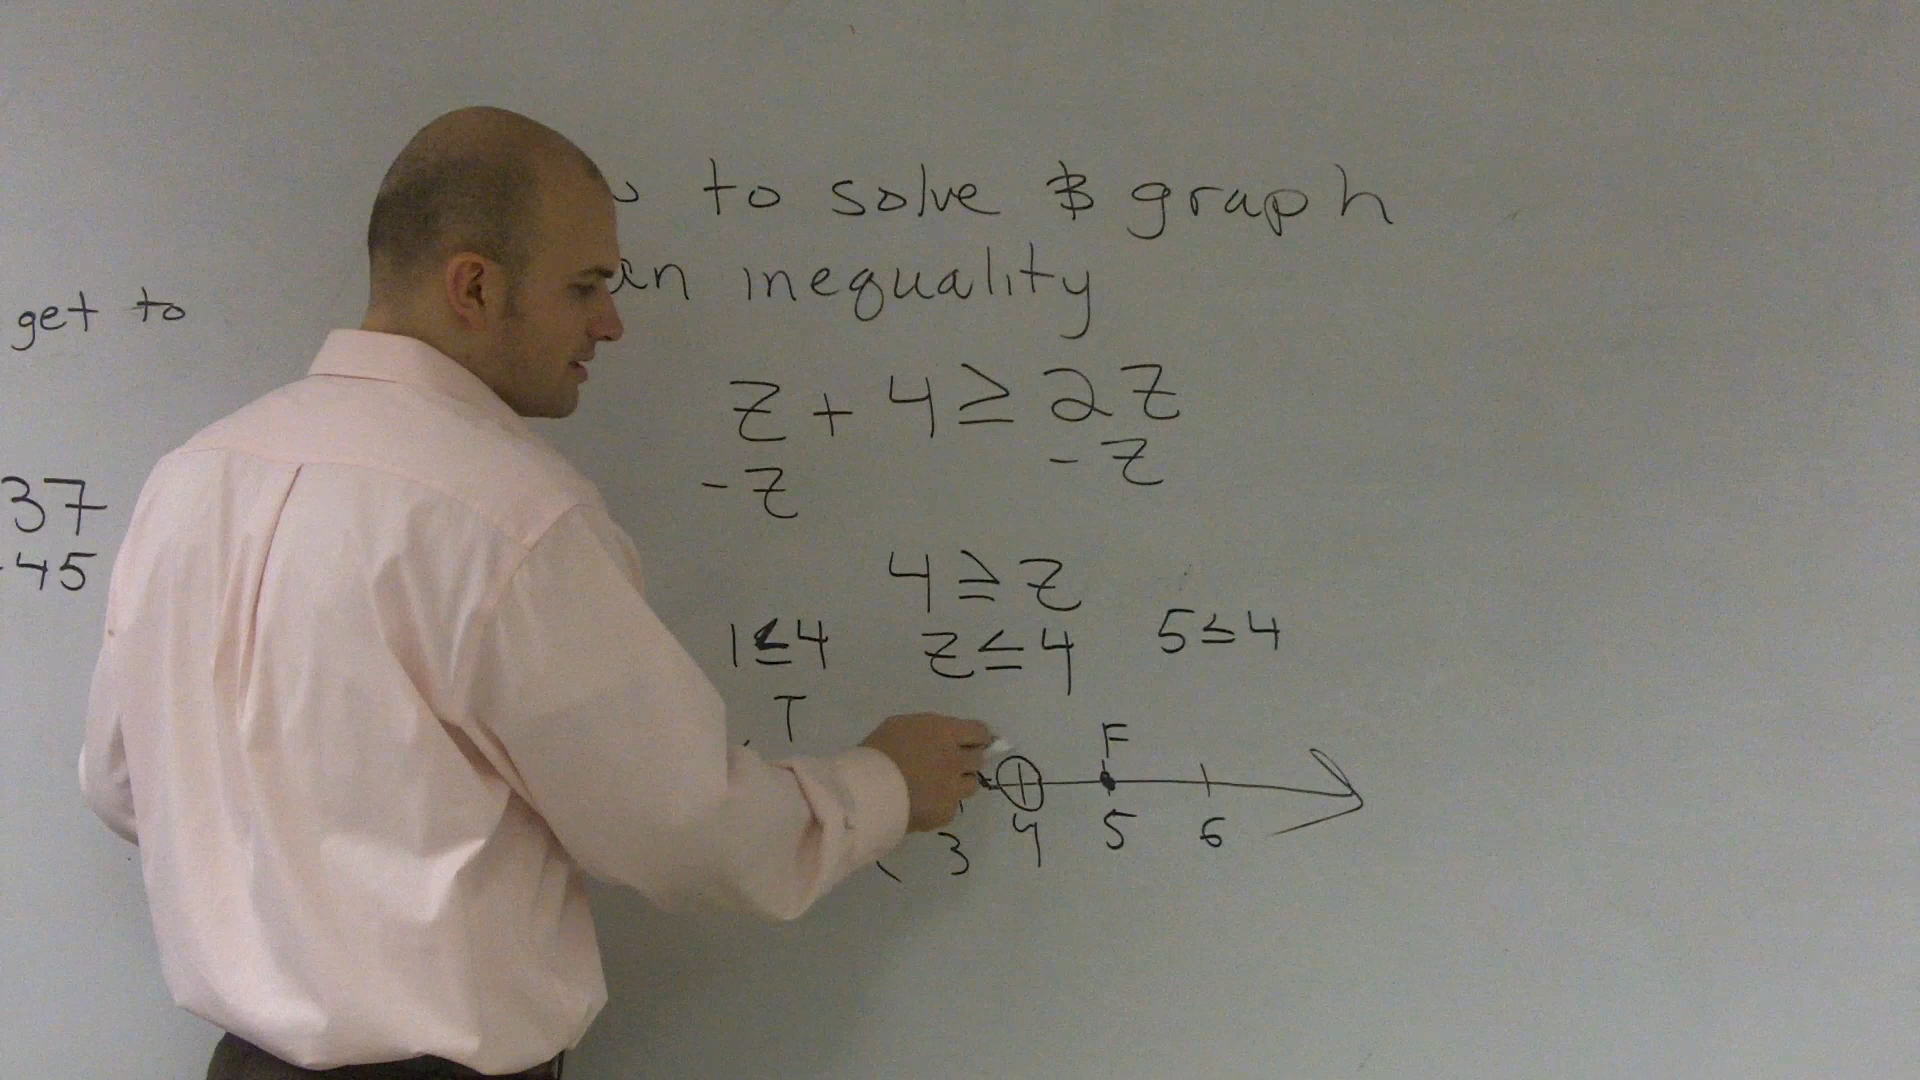 to solve & graph
an inequality
get to
z + 4 ≥ 2z
-z -z
37
-45
4 ≥ z
1 ≤ 4 z ≤ 4 5 ≤ 4
T
F
3 4 5 6